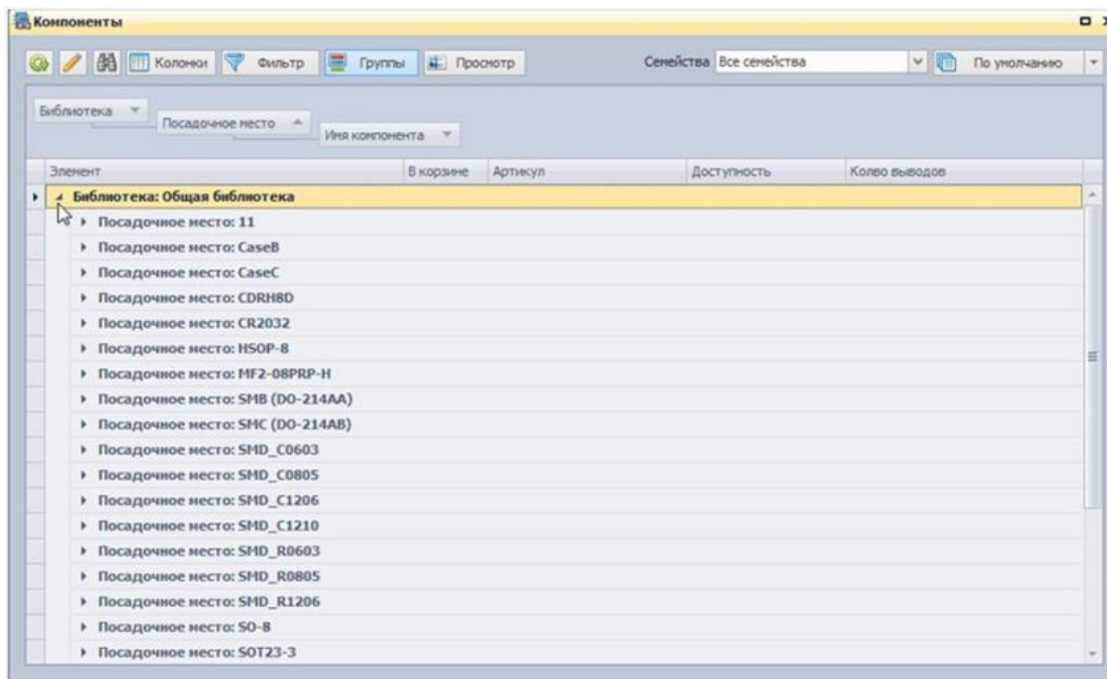 Компоненты
Колонки Фильтр Группы Просмотр Семейства Все семейства По умолчанию
Библиотека
Посадочное место
Имя компонента
Элемент В корзине Артикул Доступность Колво выводов
Библиотека: Общая библиотека
Посадочное место: 11
Посадочное место: CaseB
Посадочное место: CaseC
Посадочное место: CDRH8D
Посадочное место: CR2032
Посадочное место: HSOP-8
Посадочное место: MF2-08PRP-H
Посадочное место: SMB (DO-214AA)
Посадочное место: SMC (DO-214AB)
Посадочное место: SMD_C0603
Посадочное место: SMD_C0805
Посадочное место: SMD_C1206
Посадочное место: SMD_C1210
Посадочное место: SMD_R0603
Посадочное место: SMD_R0805
Посадочное место: SMD_R1206
Посадочное место: SO-8
Посадочное место: SOT23-3